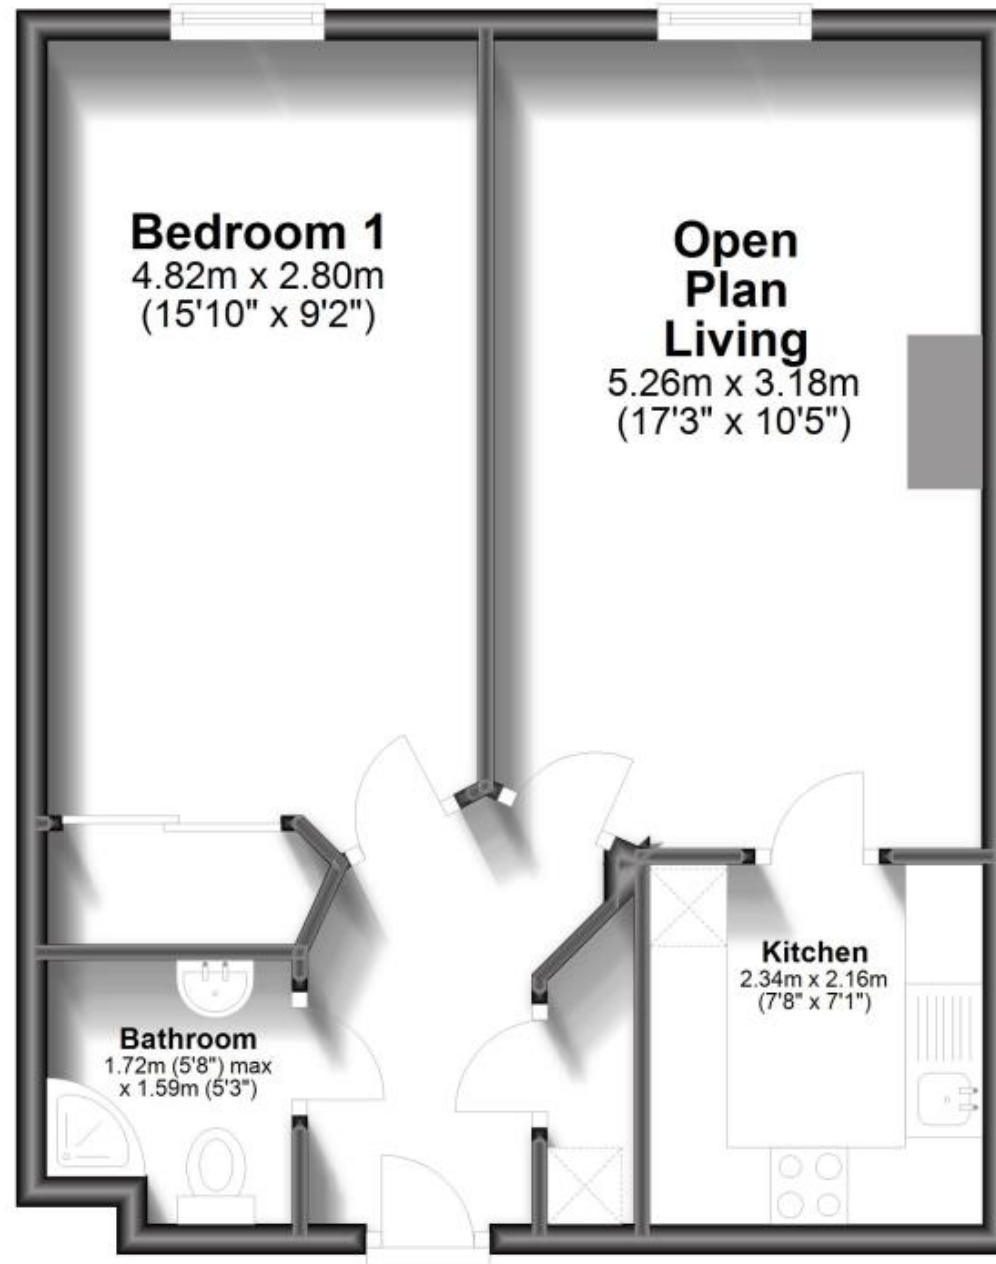 Bedroom 1
4.82m x 2.80m
(15'10" x 9'2")
Open
Plan
Living
5.26m x 3.18m
(17'3" x 10'5")
Kitchen
2.34m x 2.16m
(7'8" x 7'1")
Bathroom
1.72m (5'8") max
x 1.59m (5'3")